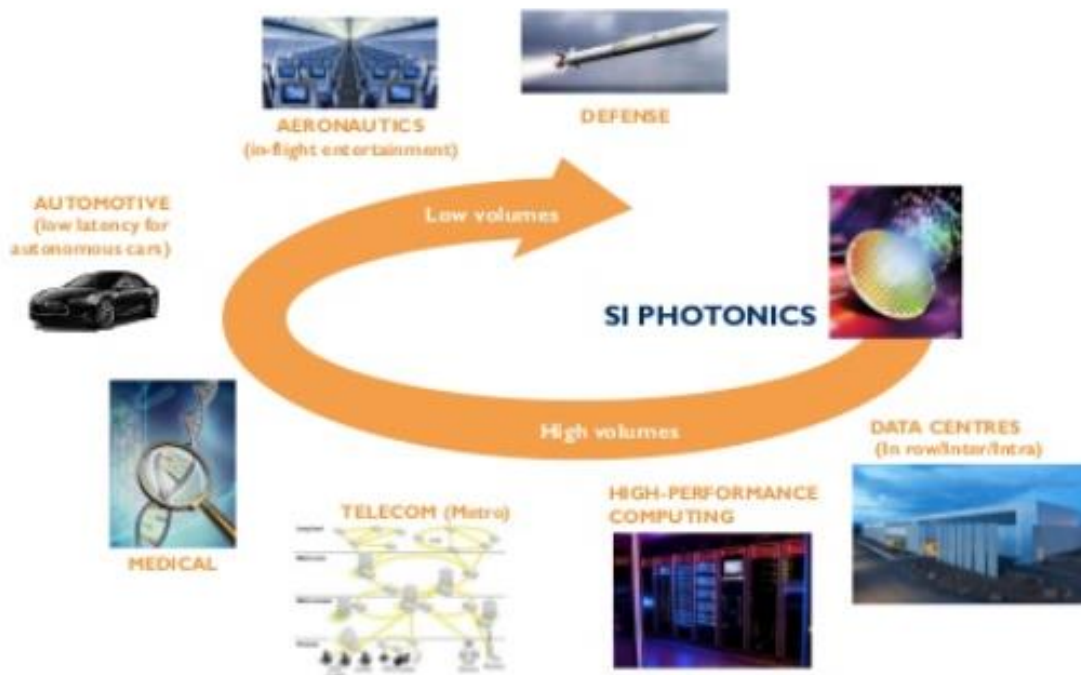 AERONAUTICS
(in-flight entertainment)
DEFENSE
AUTOMOTIVE
(low latency for
autonomous cars)
Low volumes
SI PHOTONICS
High volumes
DATA CENTRES
(In row/Inter/Intra)
HIGH-PERFORMANCE
COMPUTING
TELECOM (Metro)
MEDICAL